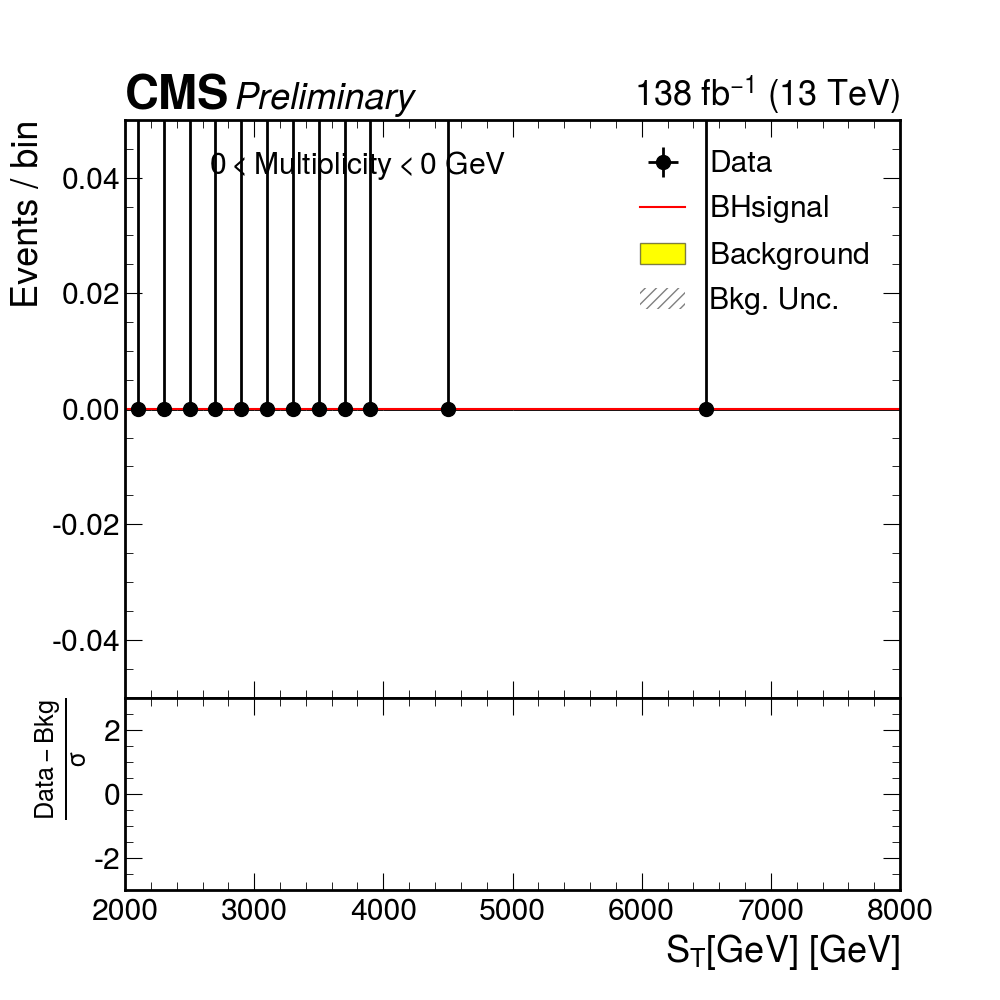 CMS Preliminary 138 fb⁻¹ (13 TeV)
Events / bin
0 < Multiplicity < 0 GeV
Data
BHsignal
Background
Bkg. Unc.
0.04
0.02
0.00
-0.02
-0.04
Data − Bkg
σ
2
0
-2
2000 3000 4000 5000 6000 7000 8000
S_T[GeV] [GeV]